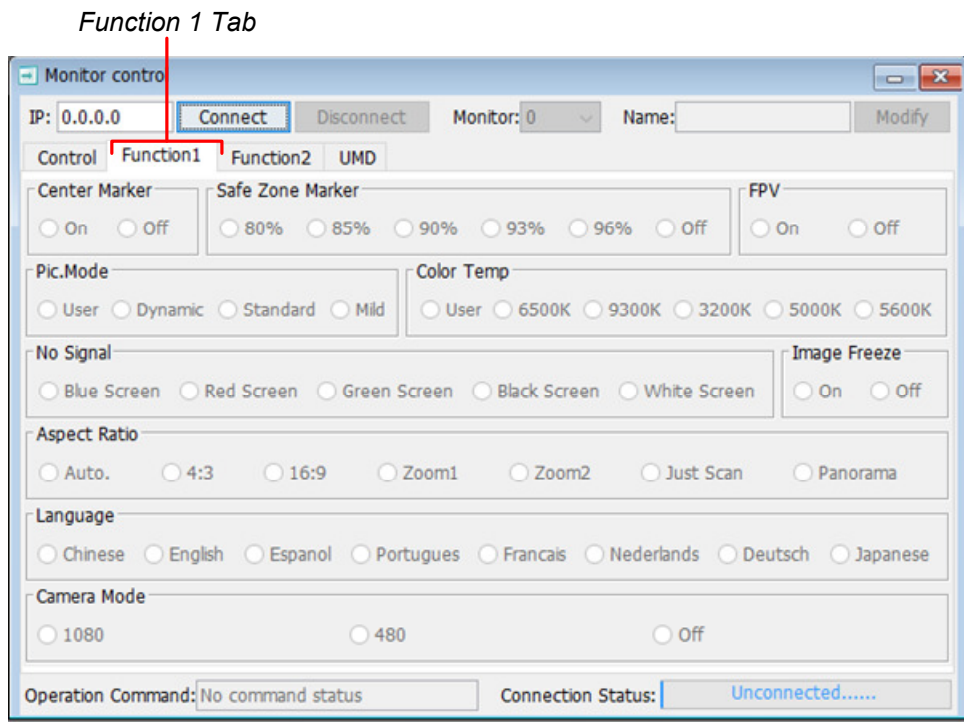 Function 1 Tab
Monitor control
IP: 0.0.0.0 Connect Disconnect Monitor: 0 Name: Modify
Control Function1 Function2 UMD
Center Marker Safe Zone Marker FPV
On Off 80% 85% 90% 93% 96% Off On Off
Pic.Mode Color Temp
User Dynamic Standard Mild User 6500K 9300K 3200K 5000K 5600K
No Signal Image Freeze
Blue Screen Red Screen Green Screen Black Screen White Screen On Off
Aspect Ratio
Auto. 4:3 16:9 Zoom1 Zoom2 Just Scan Panorama
Language
Chinese English Espanol Portugues Francais Nederlands Deutsch Japanese
Camera Mode
1080 480 Off
Operation Command: No command status Connection Status: Unconnected......